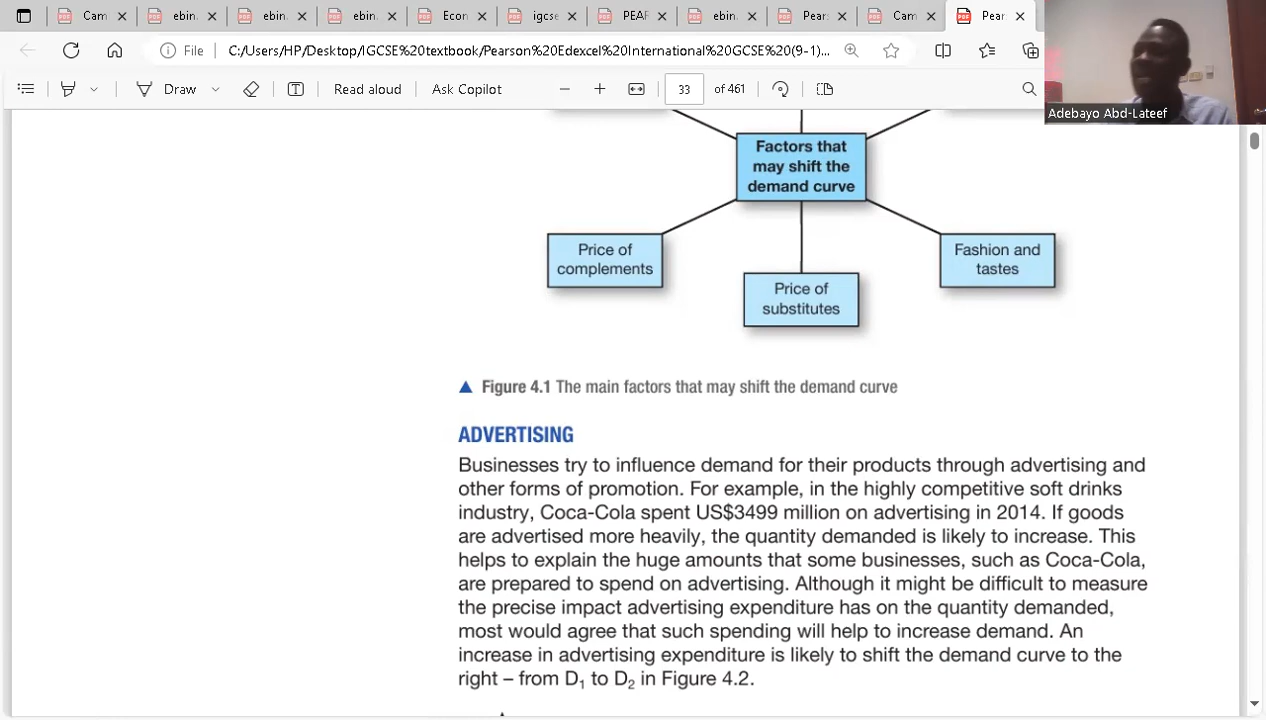 Cam
ebin.
ebin.
ebin.
Econ
igcse
PEAR
ebin.
Pears
Cam
Pear
File
C:/Users/HP/Desktop/IGCSE%20textbook/Pearson%20Edexcel%20International%20GCSE%20(9-1)...
Draw
Read aloud
Ask Copilot
33
of 461
Adebayo Abd-Lateef
Factors that
may shift the
demand curve
Price of
complements
Fashion and
tastes
Price of
substitutes
▲ Figure 4.1 The main factors that may shift the demand curve
ADVERTISING
Businesses try to influence demand for their products through advertising and
other forms of promotion. For example, in the highly competitive soft drinks
industry, Coca-Cola spent US$3499 million on advertising in 2014. If goods
are advertised more heavily, the quantity demanded is likely to increase. This
helps to explain the huge amounts that some businesses, such as Coca-Cola,
are prepared to spend on advertising. Although it might be difficult to measure
the precise impact advertising expenditure has on the quantity demanded,
most would agree that such spending will help to increase demand. An
increase in advertising expenditure is likely to shift the demand curve to the
right – from D₁ to D₂ in Figure 4.2.